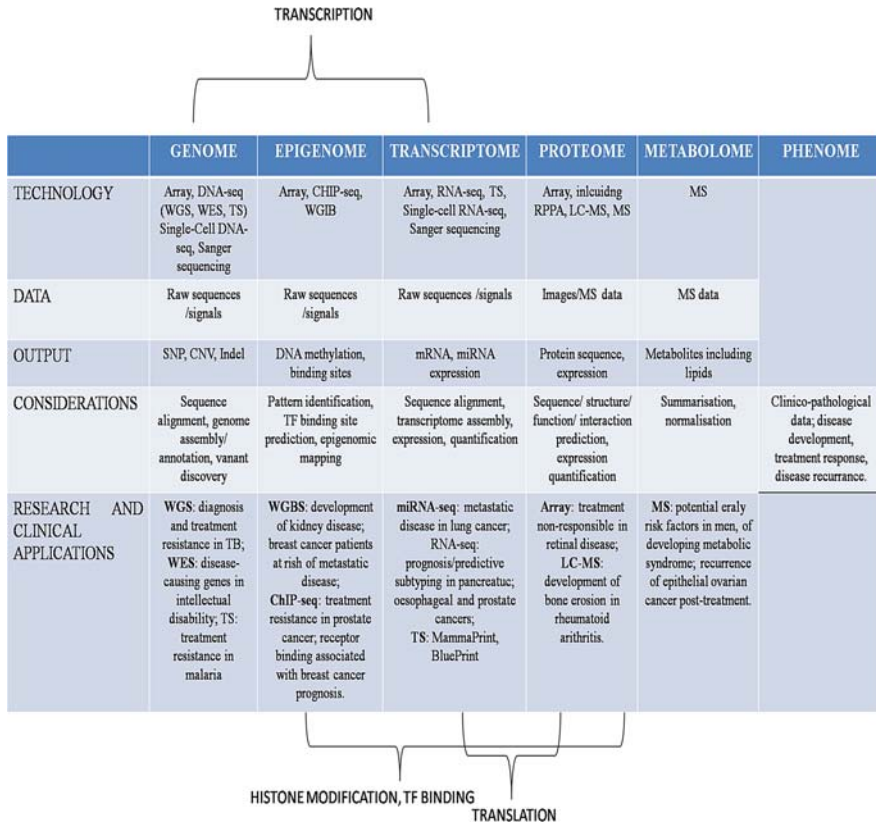 TRANSCRIPTION
GENOME EPIGENOME TRANSCRIPTOME PROTEOME METABOLOME PHENOME
TECHNOLOGY
Array, DNA-seq
(WGS, WES, TS)
Single-Cell DNA-
seq, Sanger
sequencing
Array, CHIP-seq,
WGIB
Array, RNA-seq, TS,
Single-cell RNA-seq,
Sanger sequencing
Array, inlcuidng
RPPA, LC-MS, MS
MS
DATA
Raw sequences
/signals
Raw sequences
/signals
Raw sequences /signals
Images/MS data
MS data
OUTPUT
SNP, CNV, Indel
DNA methylation,
binding sites
mRNA, miRNA
expression
Protein sequence,
expression
Metabolites including
lipids
CONSIDERATIONS
Sequence
alignment, genome
assembly/
annotation, vanant
discovery
Pattern identification,
TF binding site
prediction, epigenomic
mapping
Sequence alignment,
transcriptome assembly,
expression, quantification
Sequence/ structure/
function/ interaction
prediction,
expression
quantification
Summarisation,
normalisation
Clinico-pathological
data; disease
development,
treatment response,
disease recurrance.
RESEARCH AND
CLINICAL
APPLICATIONS
WGS: diagnosis
and treatment
resistance in TB;
WES: disease-
causing genes in
intellectual
disability; TS:
treatment
resistance in
malaria
WGBS: development
of kidney disease;
breast cancer patients
at rish of metastatic
disease;
ChIP-seq: treatment
resistance in prostate
cancer; receptor
binding associated
with breast cancer
prognosis.
miRNA-seq: metastatic
disease in lung cancer;
RNA-seq:
prognosis/predictive
subtyping in pancreatuc;
oesophageal and prostate
cancers;
TS: MammaPrint,
BluePrint
Array: treatment
non-responsible in
retinal disease;
LC-MS:
development of
bone erosion in
rheumatoid
arithritis.
MS: potential eraly
risk factors in men, of
developing metabolic
syndrome; recurrence
of epithelial ovarian
cancer post-treatment.
HISTONE MODIFICATION, TF BINDING
TRANSLATION